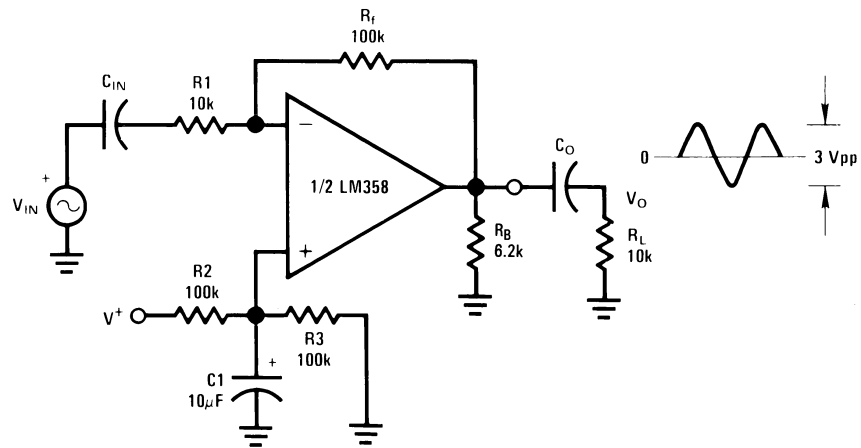 Rf
100k
CIN
R1
10k
−
1/2 LM358
+
+
VIN
CO
VO
0
3 Vpp
RB
6.2k
RL
10k
R2
100k
V+
R3
100k
+
C1
10µF